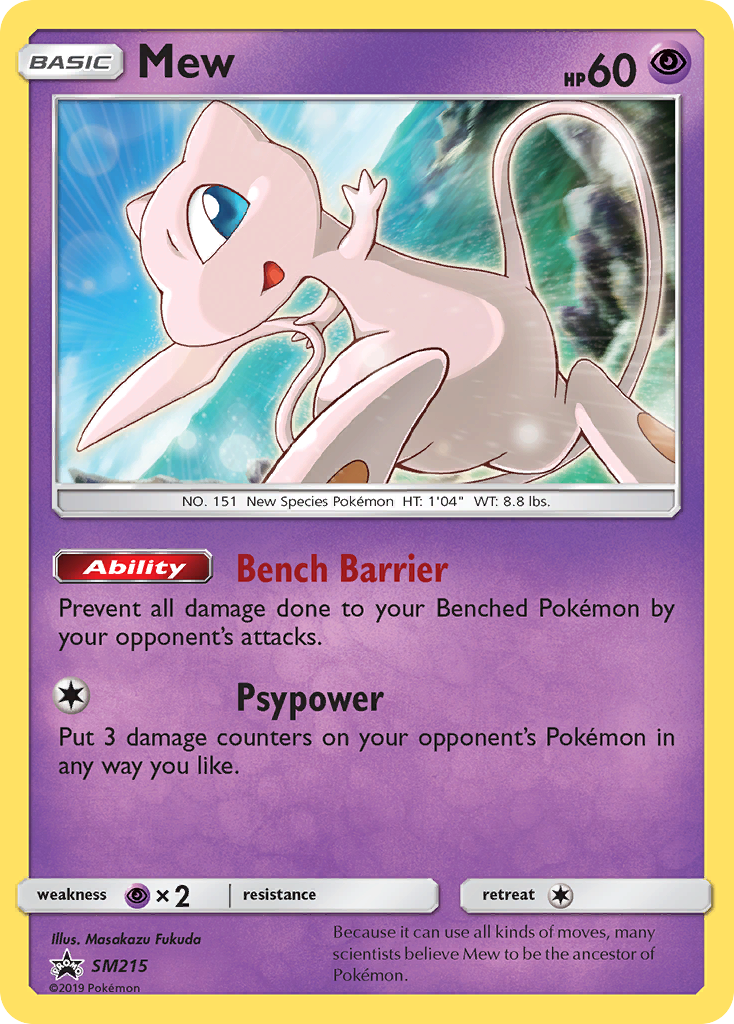 BASIC Mew HP60
NO. 151 New Species Pokémon HT: 1'04" WT: 8.8 lbs.
Ability Bench Barrier
Prevent all damage done to your Benched Pokémon by
your opponent's attacks.
Psypower
Put 3 damage counters on your opponent's Pokémon in
any way you like.
weakness ×2 resistance retreat
Illus. Masakazu Fukuda
PROMO SM215
©2019 Pokémon
Because it can use all kinds of moves, many
scientists believe Mew to be the ancestor of
Pokémon.